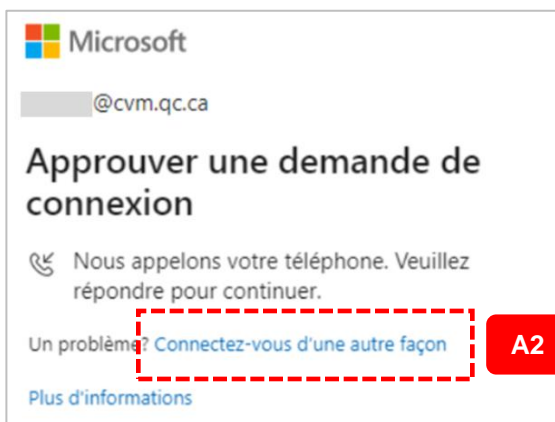 Microsoft
@cvm.qc.ca
Approuver une demande de
connexion
Nous appelons votre téléphone. Veuillez
répondre pour continuer.
Un problème? Connectez-vous d'une autre façon
A2
Plus d'informations